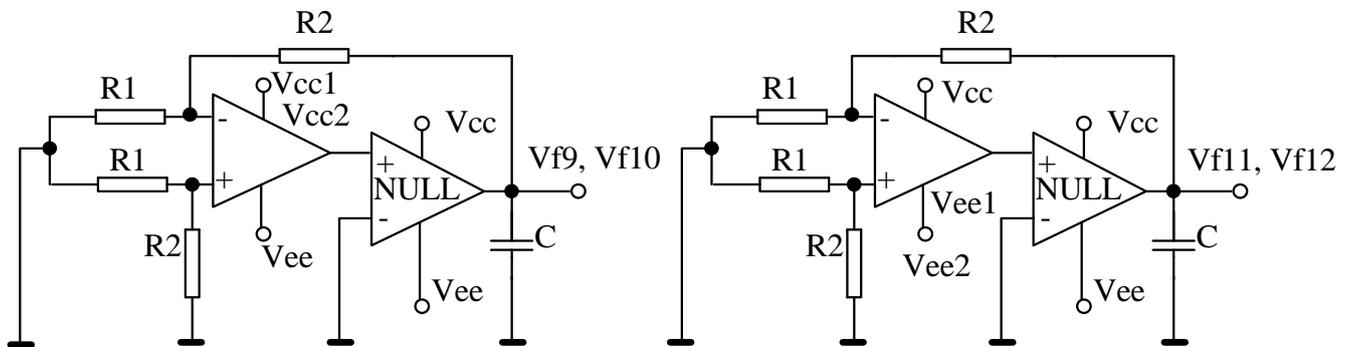 R2
R1
Vcc1
Vcc2
-
Vcc
R1
+
+
NULL
-
Vf9, Vf10
R2
Vee
Vee
C
R2
R1
Vcc
-
Vcc
R1
+
+
NULL
-
Vf11, Vf12
Vee1
R2
Vee2
Vee
C